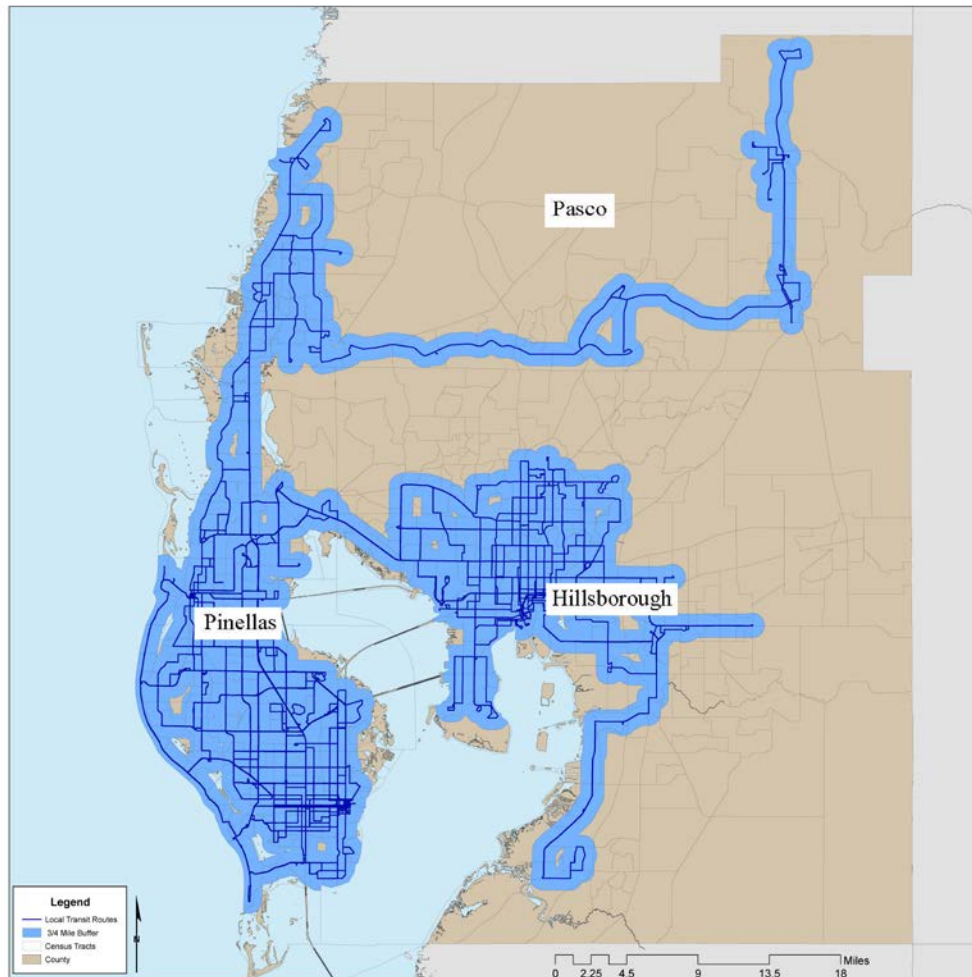 Pasco
Hillsborough
Pinellas
Legend
Local Transit Routes
3/4 Mile Buffer
Census Tracts
County
N
Miles
0 2.25 4.5 9 13.5 18